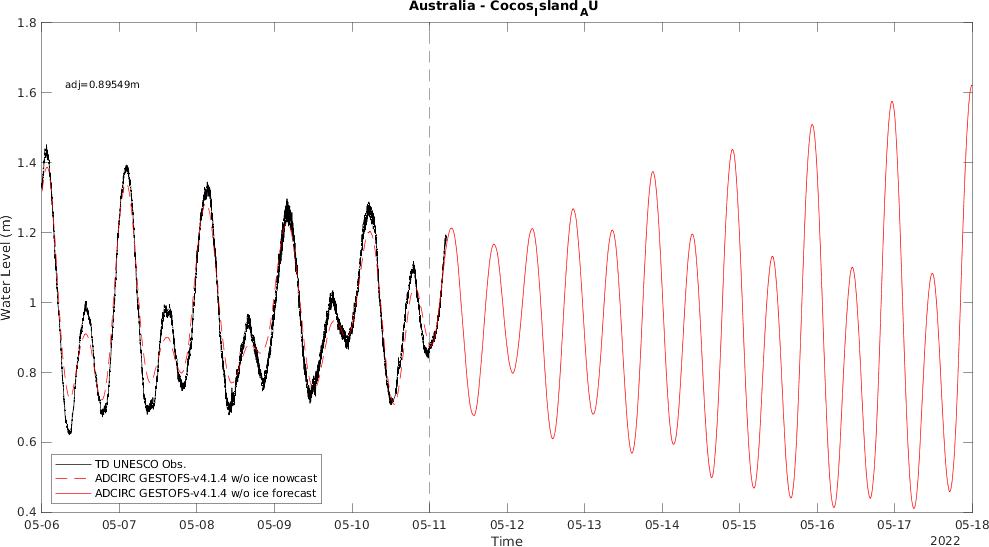 Australia - Cocos_Island_AU
1.8
1.6
adj=0.89549m
1.4
1.2
Water Level (m)
1
0.8
0.6
TD UNESCO Obs.
ADCIRC GESTOFS-v4.1.4 w/o ice nowcast
ADCIRC GESTOFS-v4.1.4 w/o ice forecast
0.4
05-06 05-07 05-08 05-09 05-10 05-11 05-12 05-13 05-14 05-15 05-16 05-17 05-18
Time
2022